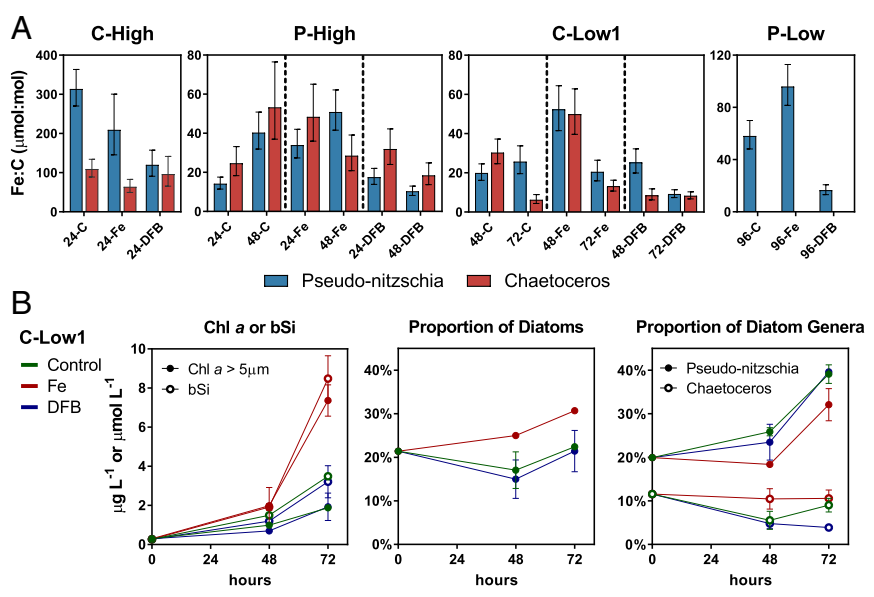 A
C-High
P-High
C-Low1
P-Low
Fe:C (μmol:mol)
400
300
200
100
0
80
60
40
20
0
80
60
40
20
0
120
80
40
0
24-C
24-Fe
24-DFB
24-C
48-C
24-Fe
48-Fe
24-DFB
48-DFB
48-C
72-C
48-Fe
72-Fe
48-DFB
72-DFB
96-C
96-Fe
96-DFB
Pseudo-nitzschia
Chaetoceros
B
C-Low1
Control
Fe
DFB
Chl a or bSi
Proportion of Diatoms
Proportion of Diatom Genera
μg L-1 or μmol L-1
10
8
6
4
2
0
Chl a > 5μm
bSi
0
24
48
72
hours
40%
30%
20%
10%
0%
0
24
48
72
hours
40%
30%
20%
10%
0%
Pseudo-nitzschia
Chaetoceros
0
24
48
72
hours